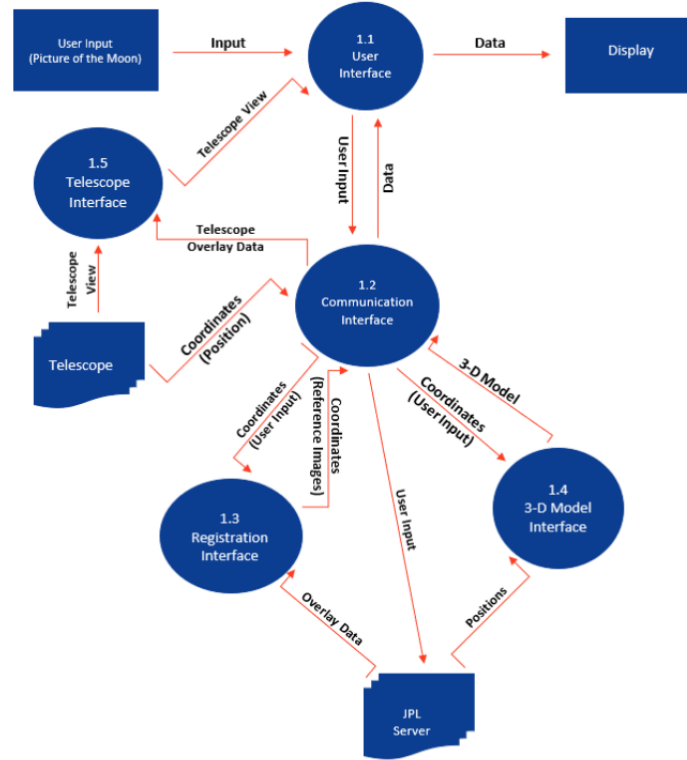 User Input
(Picture of the Moon)
Input
1.1
User
Interface
Data
Display
Telescope View
User Input
Data
1.5
Telescope
Interface
Telescope
Overlay Data
1.2
Communication
Interface
Telescope
View
Telescope
Coordinates
(Position)
Coordinates
(User Input)
Coordinates
(Reference Images)
3-D Model
Coordinates
(User Input)
User Input
1.3
Registration
Interface
1.4
3-D Model
Interface
Overlay Data
Positions
JPL
Server